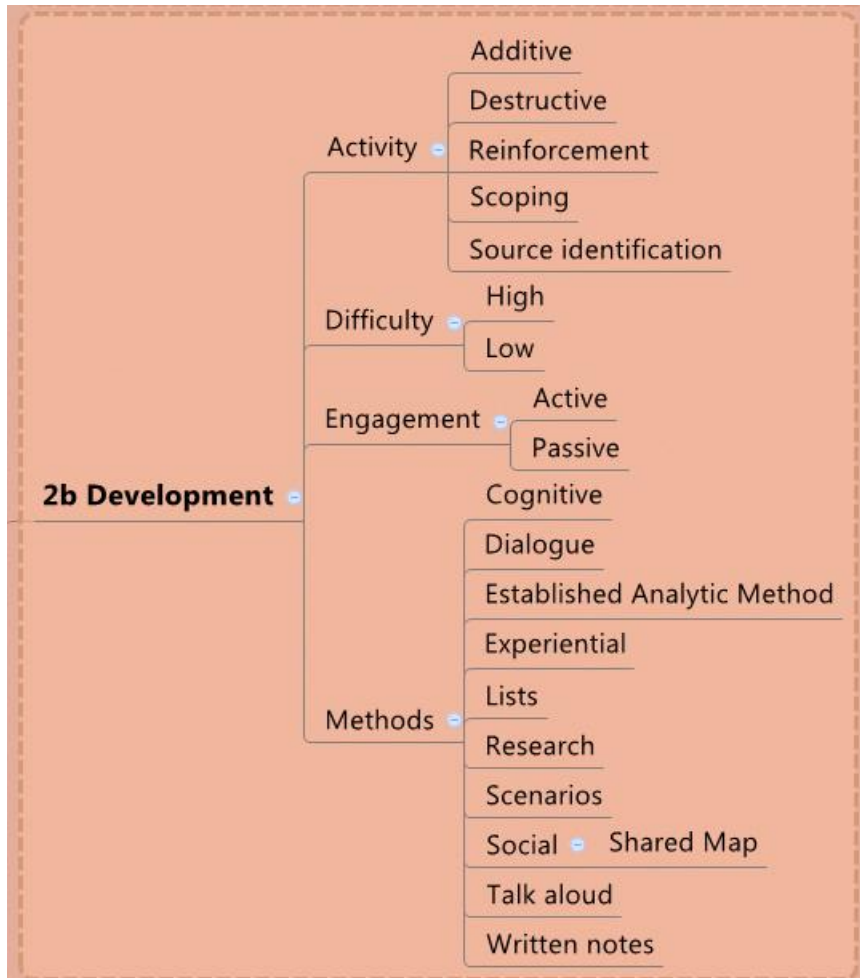 Additive
Destructive
Activity
Reinforcement
Scoping
Source identification
High
Difficulty
Low
Active
Engagement
Passive
2b Development
Cognitive
Dialogue
Established Analytic Method
Experiential
Lists
Methods
Research
Scenarios
Social
Shared Map
Talk aloud
Written notes